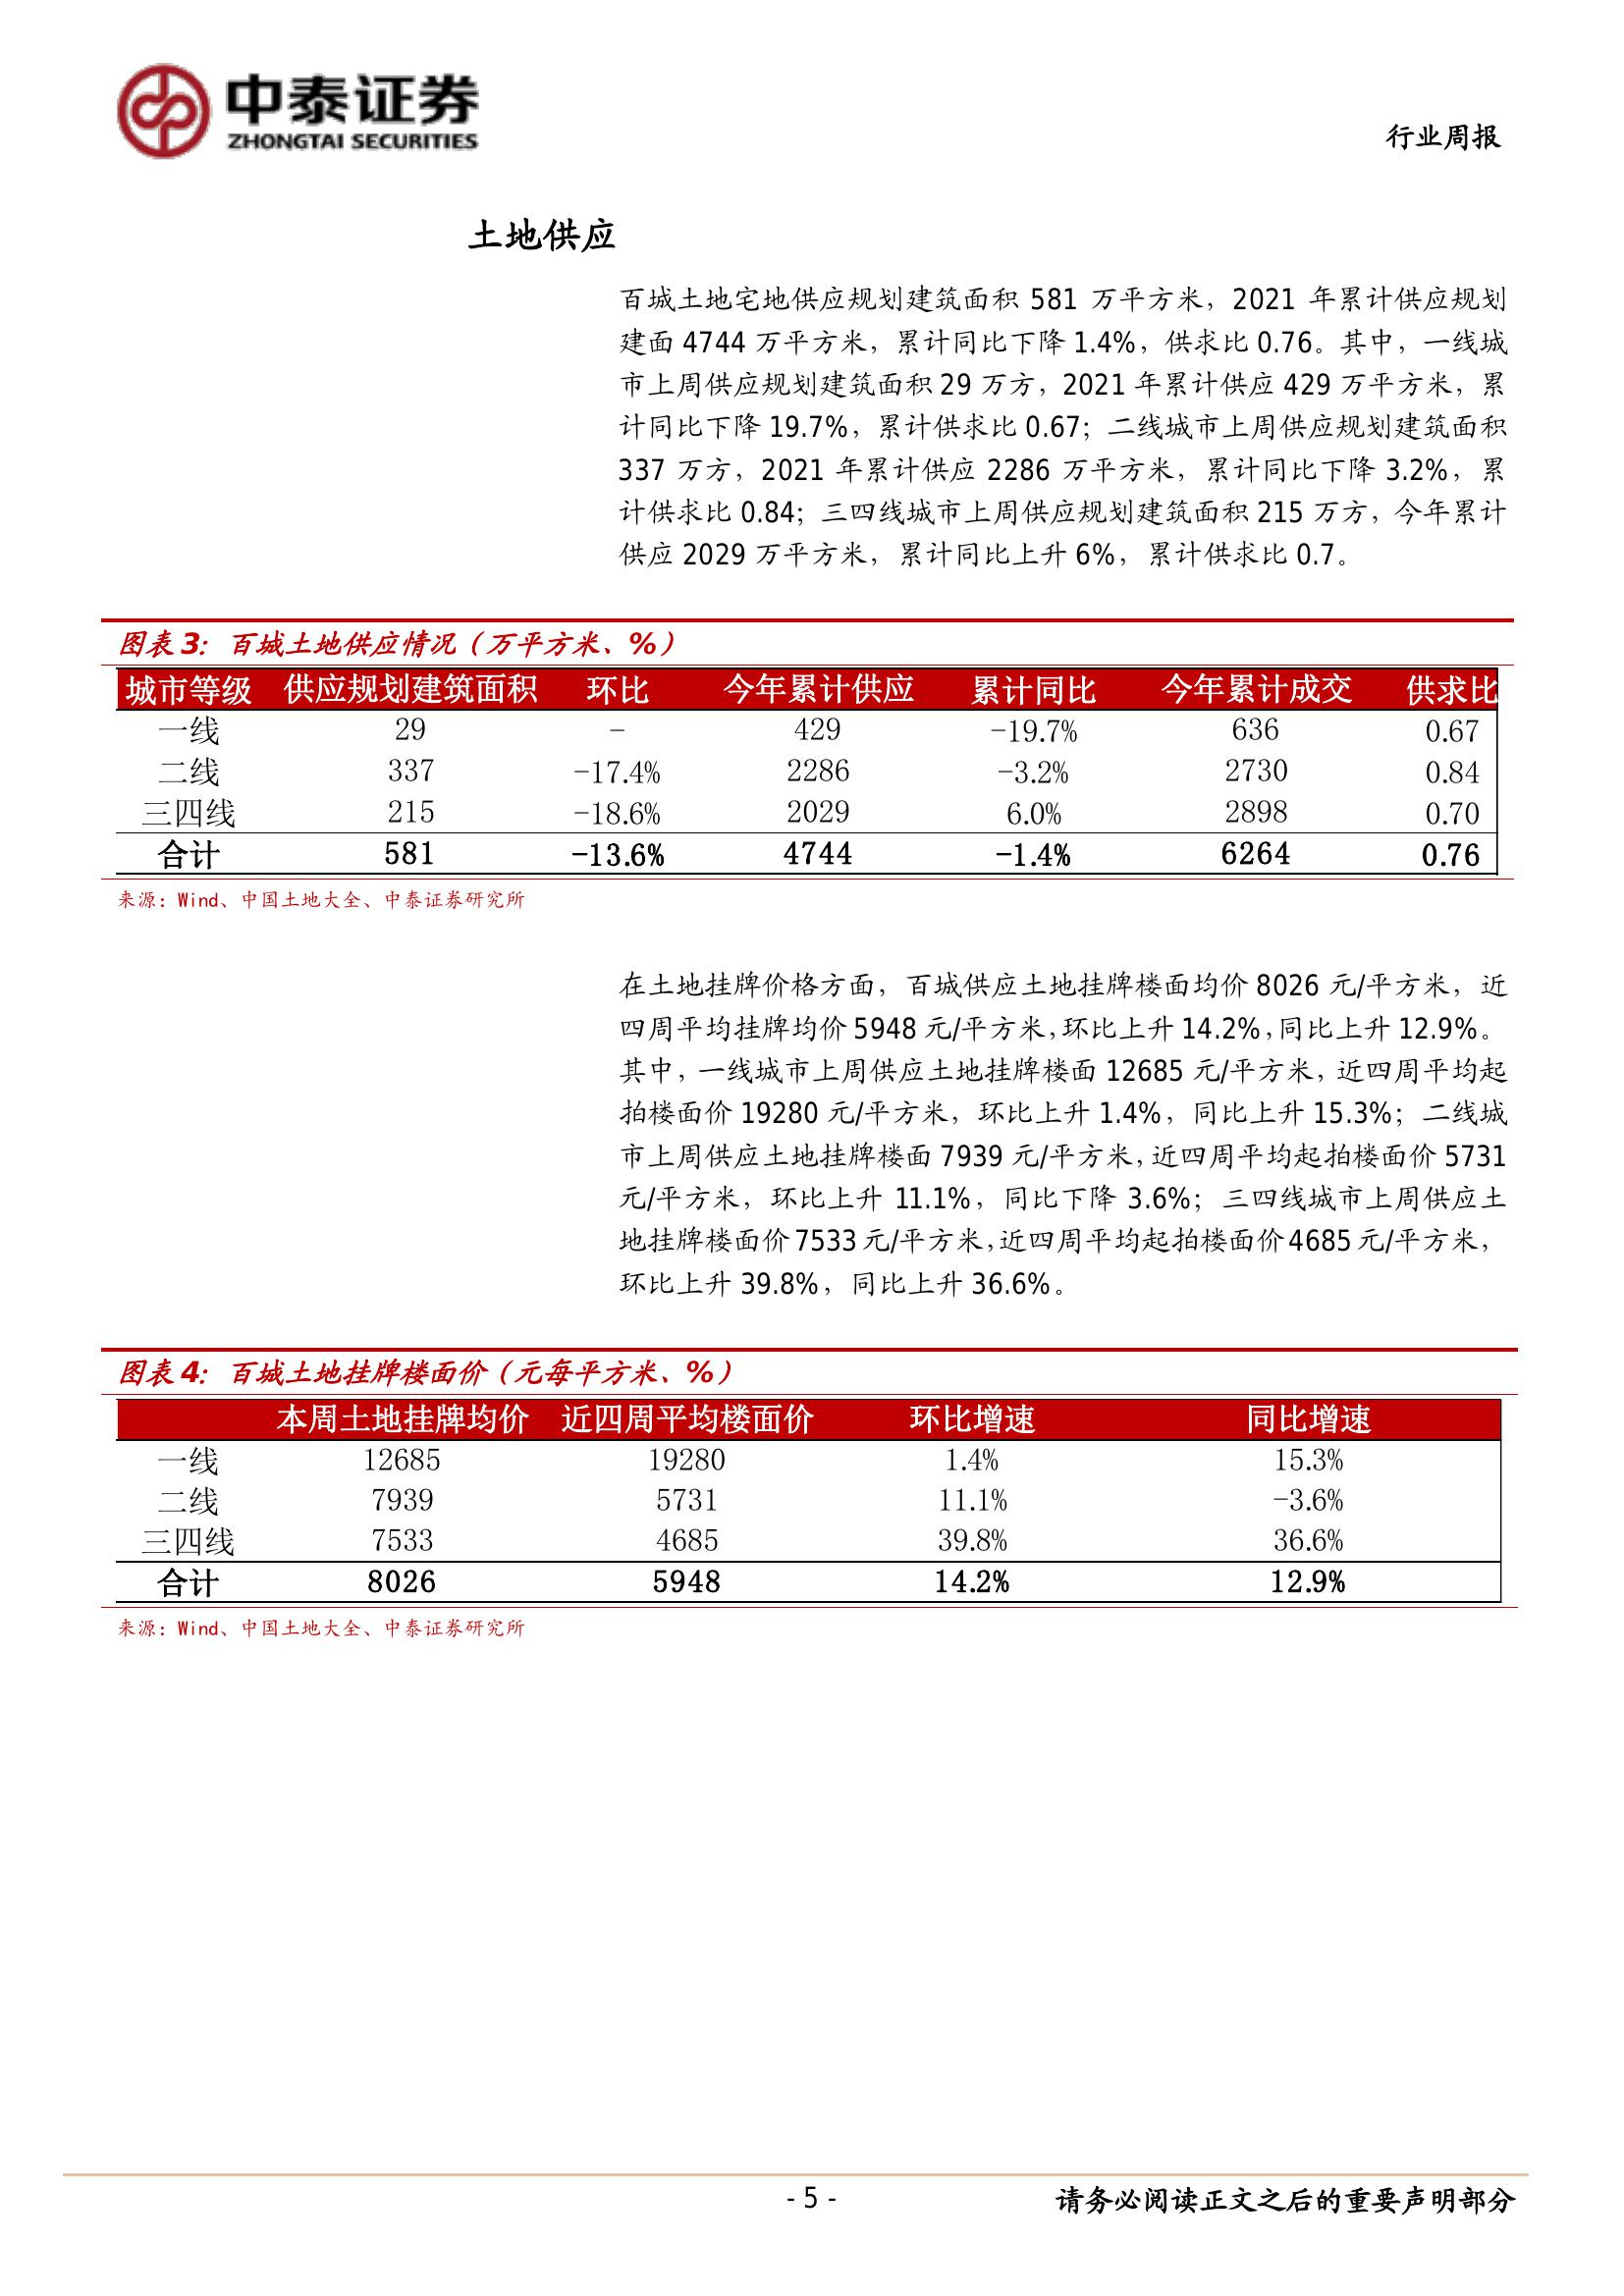 中泰证券
ZHONGTAI SECURITIES
行业周报
土地供应
百城土地宅地供应规划建筑面积 581 万平方米，2021 年累计供应规划
建面 4744 万平方米，累计同比下降 1.4%，供求比 0.76。其中，一线城
市上周供应规划建筑面积 29 万方，2021 年累计供应 429 万平方米，累
计同比下降 19.7%，累计供求比 0.67；二线城市上周供应规划建筑面积
337 万方，2021 年累计供应 2286 万平方米，累计同比下降 3.2%，累
计供求比 0.84；三四线城市上周供应规划建筑面积 215 万方，今年累计
供应 2029 万平方米，累计同比上升 6%，累计供求比 0.7。
图表 3：百城土地供应情况（万平方米、%）
城市等级 供应规划建筑面积 环比 今年累计供应 累计同比 今年累计成交 供求比
一线 29 - 429 -19.7% 636 0.67
二线 337 -17.4% 2286 -3.2% 2730 0.84
三四线 215 -18.6% 2029 6.0% 2898 0.70
合计 581 -13.6% 4744 -1.4% 6264 0.76
来源：Wind、中国土地大全、中泰证券研究所
在土地挂牌价格方面，百城供应土地挂牌楼面均价 8026 元/平方米，近
四周平均挂牌均价 5948 元/平方米，环比上升 14.2%，同比上升 12.9%。
其中，一线城市上周供应土地挂牌楼面 12685 元/平方米，近四周平均起
拍楼面价 19280 元/平方米，环比上升 1.4%，同比上升 15.3%；二线城
市上周供应土地挂牌楼面 7939 元/平方米，近四周平均起拍楼面价 5731
元/平方米，环比上升 11.1%，同比下降 3.6%；三四线城市上周供应土
地挂牌楼面价 7533 元/平方米，近四周平均起拍楼面价 4685 元/平方米，
环比上升 39.8%，同比上升 36.6%。
图表 4：百城土地挂牌楼面价（元每平方米、%）
本周土地挂牌均价 近四周平均楼面价 环比增速 同比增速
一线 12685 19280 1.4% 15.3%
二线 7939 5731 11.1% -3.6%
三四线 7533 4685 39.8% 36.6%
合计 8026 5948 14.2% 12.9%
来源：Wind、中国土地大全、中泰证券研究所
- 5 -
请务必阅读正文之后的重要声明部分